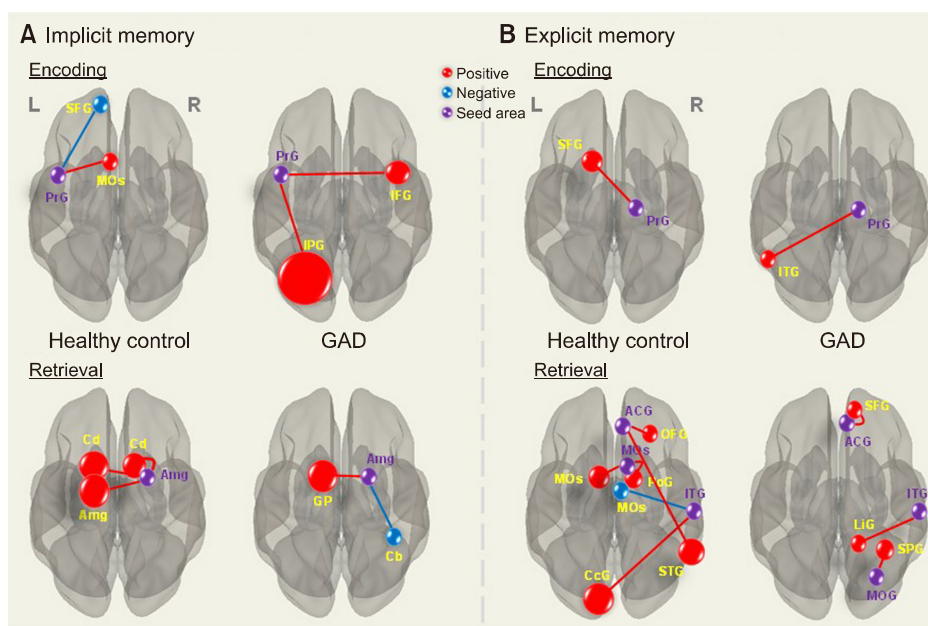 A Implicit memory
Encoding
L
R
SFG
MOs
PrG
PrG
IFG
IPG
Healthy control
GAD
Retrieval
Cd
Cd
Amg
Amg
Amg
GP
Cb
Positive
Negative
Seed area
B Explicit memory
Encoding
L
R
SFG
PrG
PrG
ITG
Healthy control
GAD
Retrieval
ACG
OFG
MOs
MOs
PoG
MOs
ITG
STG
CcG
SFG
ACG
ITG
LiG
SPG
MOG